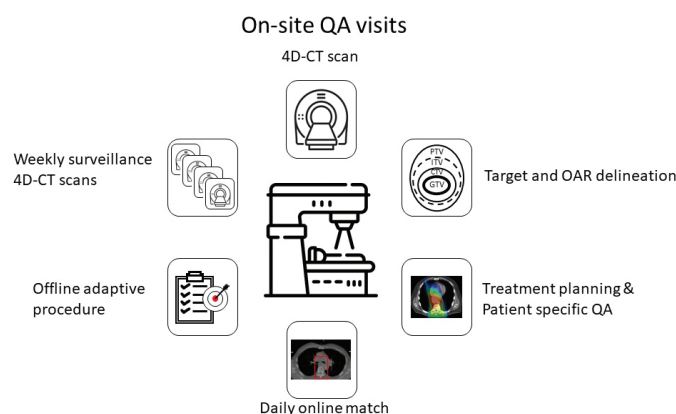 On-site QA visits
4D-CT scan
Weekly surveillance
4D-CT scans
PTV
ITV
CTV
GTV
Target and OAR delineation
Offline adaptive
procedure
Treatment planning &
Patient specific QA
Daily online match